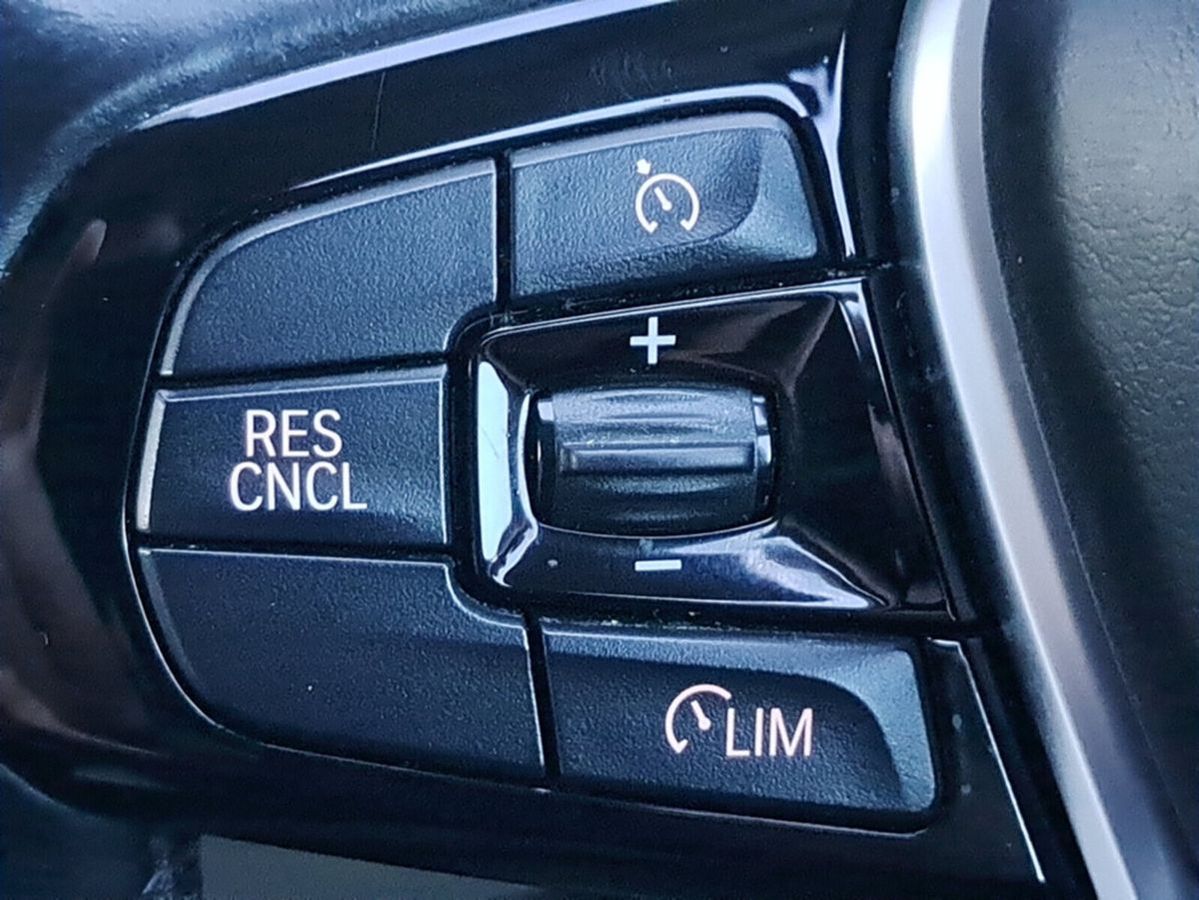 +
RES
CNCL
−
LIM